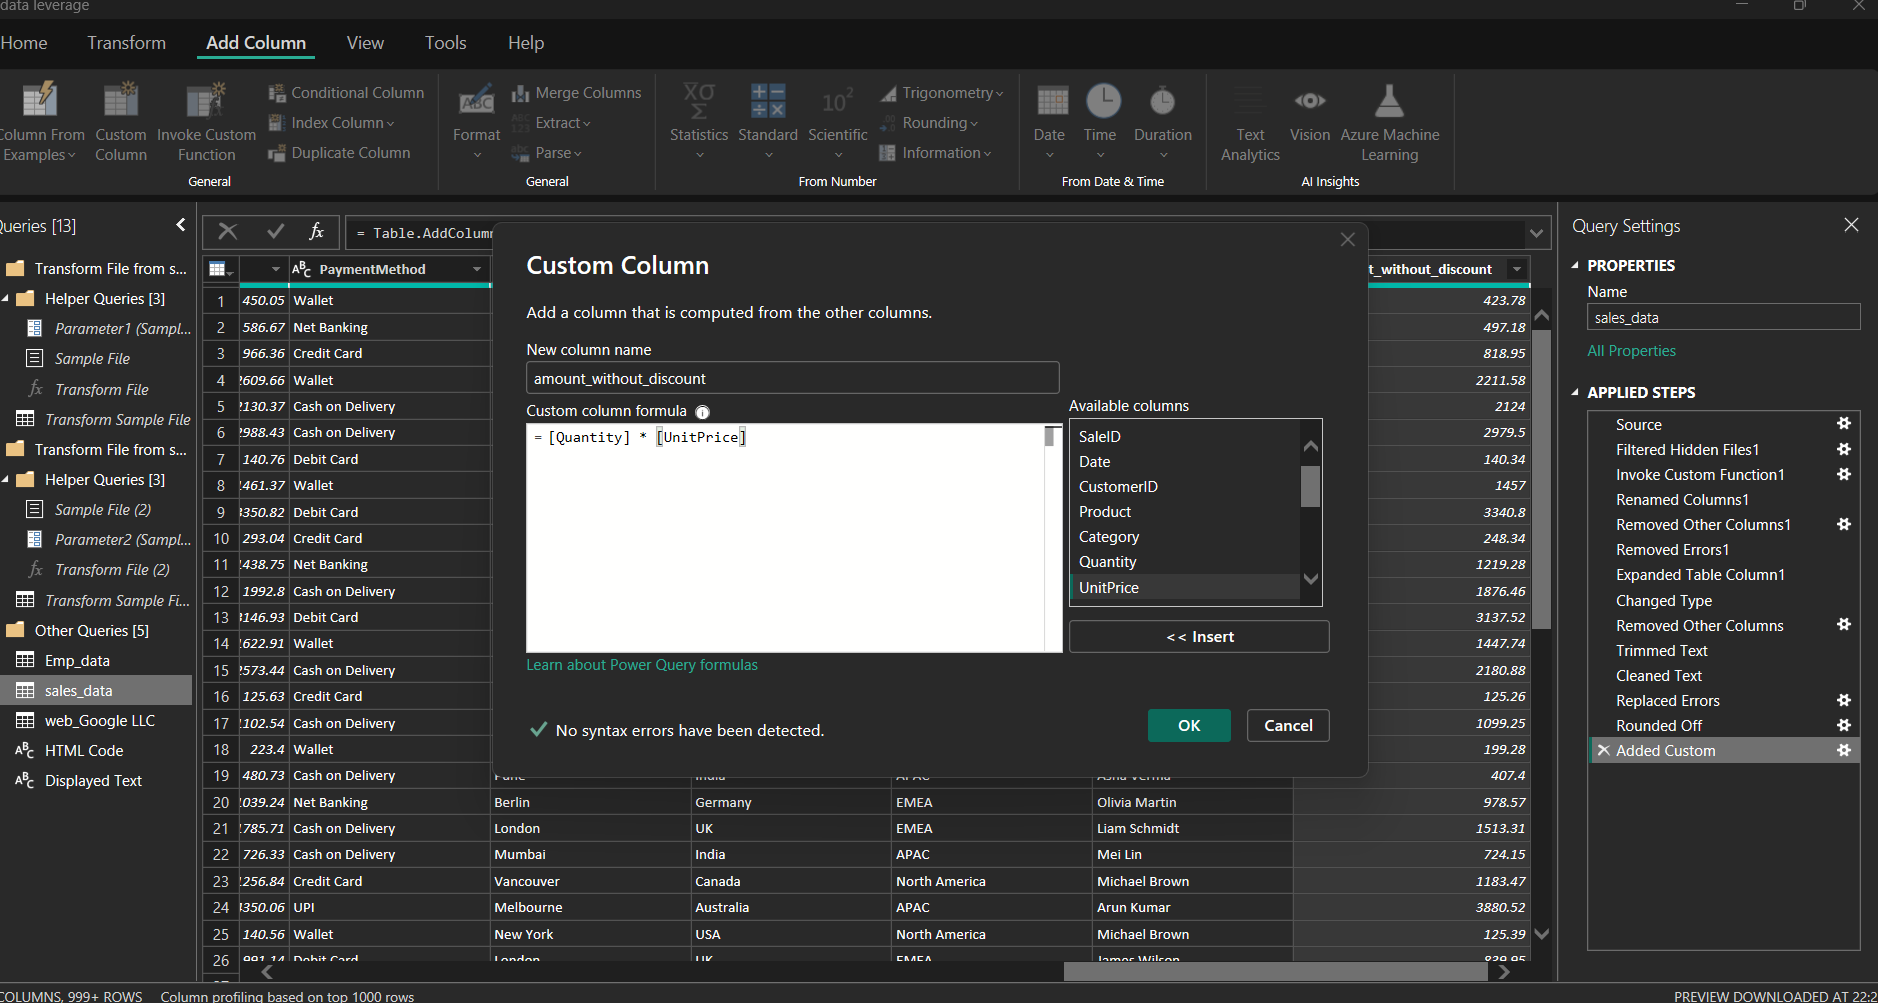 data leverage
Home Transform Add Column View Tools Help
Column From Examples
Custom Column
Invoke Custom Function
Conditional Column
Index Column
Duplicate Column
General
Format
Merge Columns
Extract
Parse
General
Statistics
Standard
Scientific
Trigonometry
Rounding
Information
From Number
Date
Time
Duration
From Date & Time
Text Analytics
Vision
Azure Machine Learning
AI Insights
Queries [13]
Transform File from s...
Helper Queries [3]
Parameter1 (Sampl...
Sample File
Transform File
Transform Sample File
Transform File from s...
Helper Queries [3]
Sample File (2)
Parameter2 (Sampl...
Transform File (2)
Transform Sample Fi...
Other Queries [5]
Emp_data
sales_data
web_Google LLC
HTML Code
Displayed Text
fx
= Table.AddColumn
PaymentMethod t_without_discount
1 450.05 Wallet 423.78
2 586.67 Net Banking 497.18
3 966.36 Credit Card 818.95
4 2609.66 Wallet 2211.58
5 2130.37 Cash on Delivery 2124
6 2988.43 Cash on Delivery 2979.5
7 140.76 Debit Card 140.34
8 1461.37 Wallet 1457
9 3350.82 Debit Card 3340.8
10 293.04 Credit Card 248.34
11 1438.75 Net Banking 1219.28
12 1992.8 Cash on Delivery 1876.46
13 3146.93 Debit Card 3137.52
14 1622.91 Wallet 1447.74
15 2573.44 Cash on Delivery 2180.88
16 125.63 Credit Card 125.26
17 1102.54 Cash on Delivery 1099.25
18 223.4 Wallet 199.28
19 480.73 Cash on Delivery Pune India APAC Asha Verma 407.4
20 1039.24 Net Banking Berlin Germany EMEA Olivia Martin 978.57
21 1785.71 Cash on Delivery London UK EMEA Liam Schmidt 1513.31
22 726.33 Cash on Delivery Mumbai India APAC Mei Lin 724.15
23 1256.84 Credit Card Vancouver Canada North America Michael Brown 1183.47
24 UPI Melbourne Australia APAC Arun Kumar 3880.52
25 140.56 Wallet New York USA North America Michael Brown 125.39
26 991.14 Debit Card London UK EMEA James Wilson 839.95
Custom Column
Add a column that is computed from the other columns.
New column name
amount_without_discount
Custom column formula
= [Quantity] * [UnitPrice]
Available columns
SaleID
Date
CustomerID
Product
Category
Quantity
UnitPrice
<< Insert
Learn about Power Query formulas
No syntax errors have been detected.
OK
Cancel
Query Settings
PROPERTIES
Name
sales_data
All Properties
APPLIED STEPS
Source
Filtered Hidden Files1
Invoke Custom Function1
Renamed Columns1
Removed Other Columns1
Removed Errors1
Expanded Table Column1
Changed Type
Removed Other Columns
Trimmed Text
Cleaned Text
Replaced Errors
Rounded Off
Added Custom
COLUMNS, 999+ ROWS Column profiling based on top 1000 rows PREVIEW DOWNLOADED AT 22:2